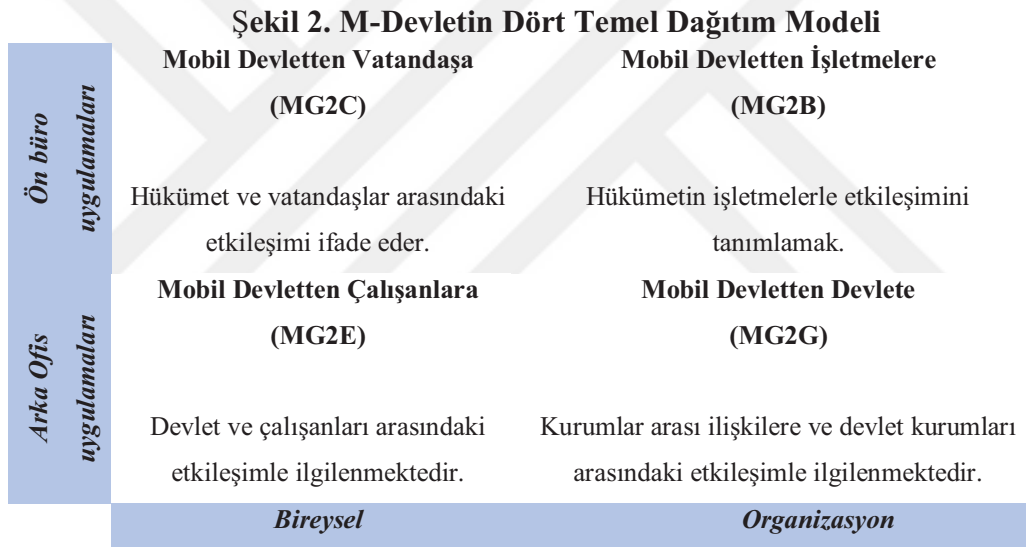 Şekil 2. M-Devletin Dört Temel Dağıtım Modeli
Ön büro
uygulamaları
Mobil Devletten Vatandaşa
(MG2C)
Hükümet ve vatandaşlar arasındaki
etkileşimi ifade eder.
Mobil Devletten İşletmelere
(MG2B)
Hükümetin işletmelerle etkileşimini
tanımlamak.
Arka Ofis
uygulamaları
Mobil Devletten Çalışanlara
(MG2E)
Devlet ve çalışanları arasındaki
etkileşimle ilgilenmektedir.
Mobil Devletten Devlete
(MG2G)
Kurumlar arası ilişkilere ve devlet kurumları
arasındaki etkileşimle ilgilenmektedir.
Bireysel
Organizasyon